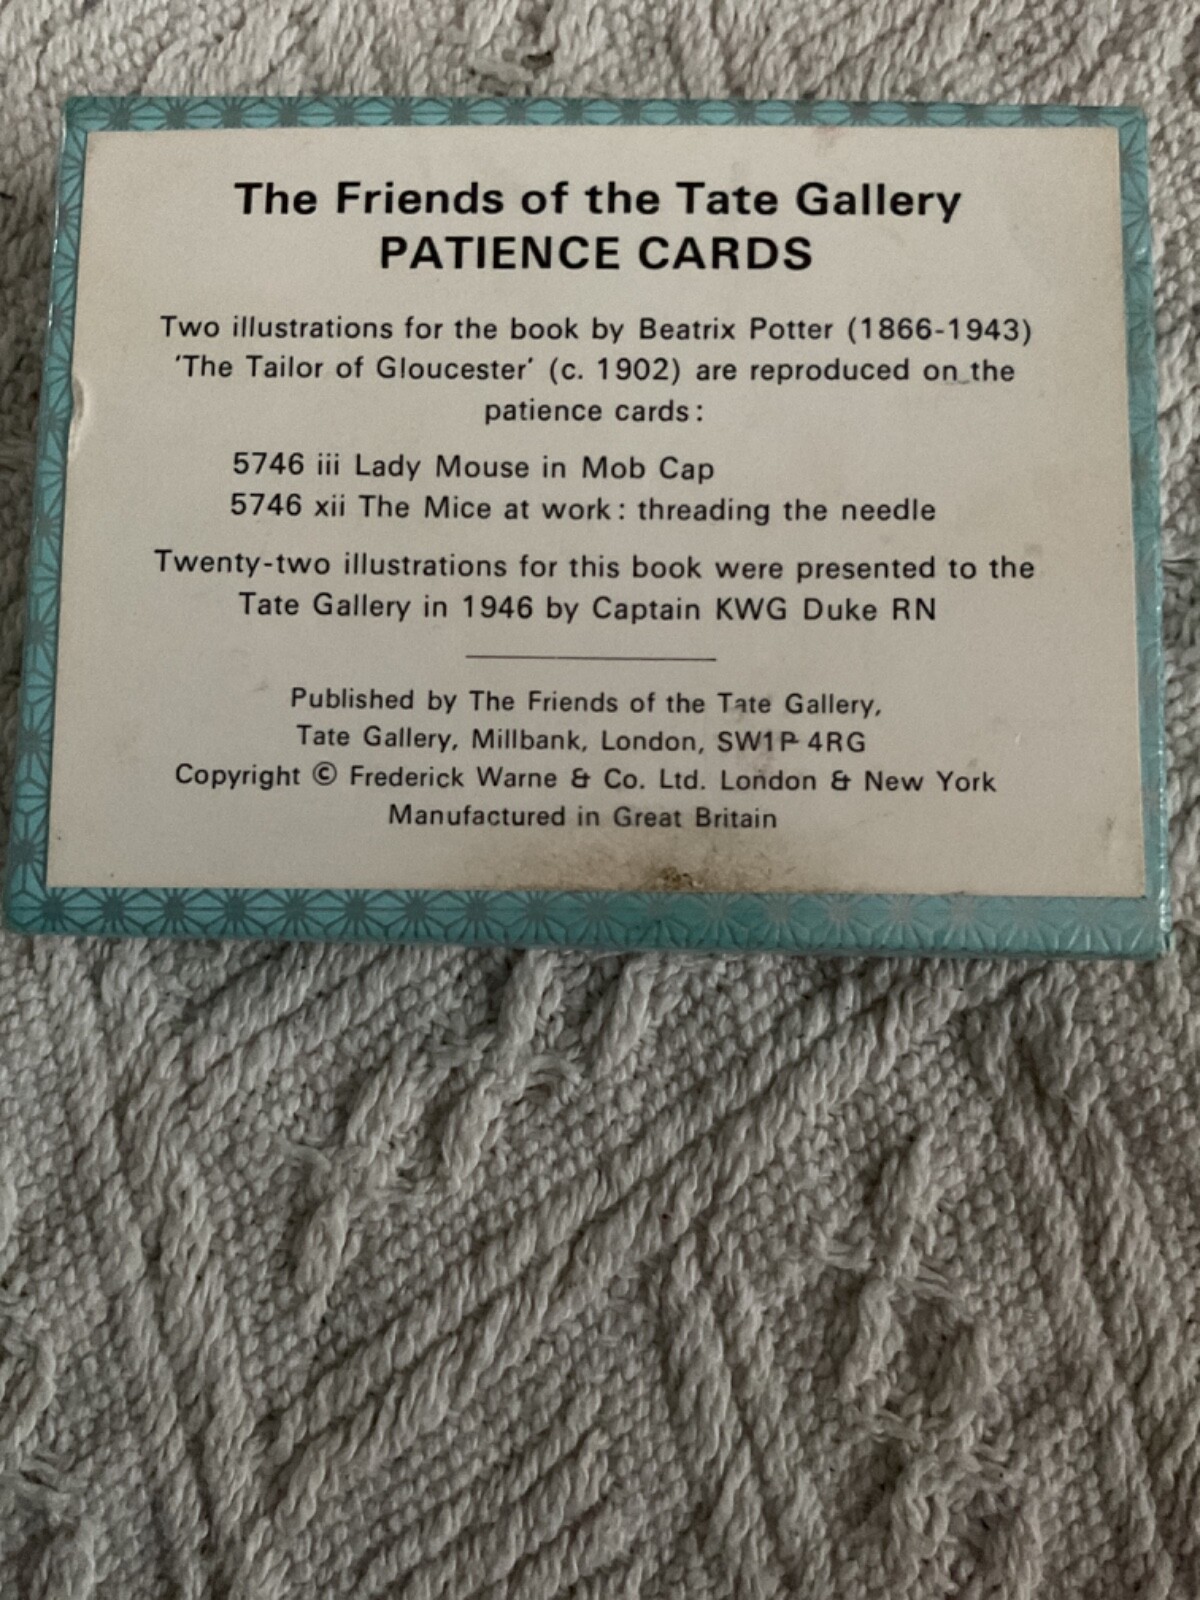 The Friends of the Tate Gallery
PATIENCE CARDS
Two illustrations for the book by Beatrix Potter (1866-1943)
'The Tailor of Gloucester' (c. 1902) are reproduced on the
patience cards:
5746 iii Lady Mouse in Mob Cap
5746 xii The Mice at work: threading the needle
Twenty-two illustrations for this book were presented to the
Tate Gallery in 1946 by Captain KWG Duke RN
Published by The Friends of the Tate Gallery,
Tate Gallery, Millbank, London, SW1P 4RG
Copyright © Frederick Warne & Co. Ltd. London & New York
Manufactured in Great Britain